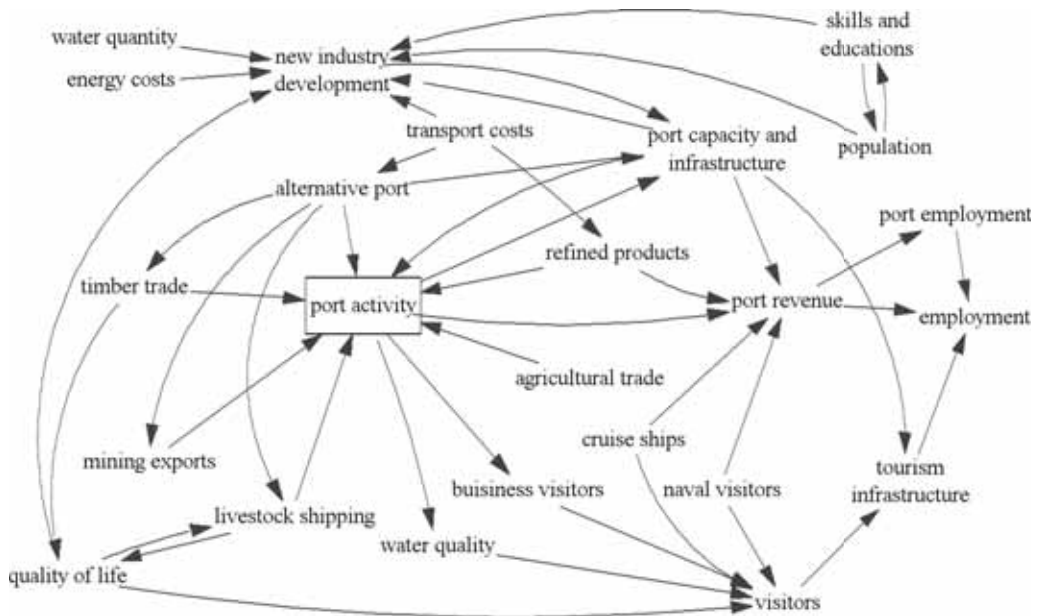 water quantity
energy costs
new industry
development
skills and
educations
transport costs
port capacity and
infrastructure
population
alternative port
port employment
timber trade
refined products
port activity
port revenue
employment
agricultural trade
cruise ships
mining exports
tourism
infrastructure
buisiness visitors
naval visitors
livestock shipping
water quality
quality of life
visitors